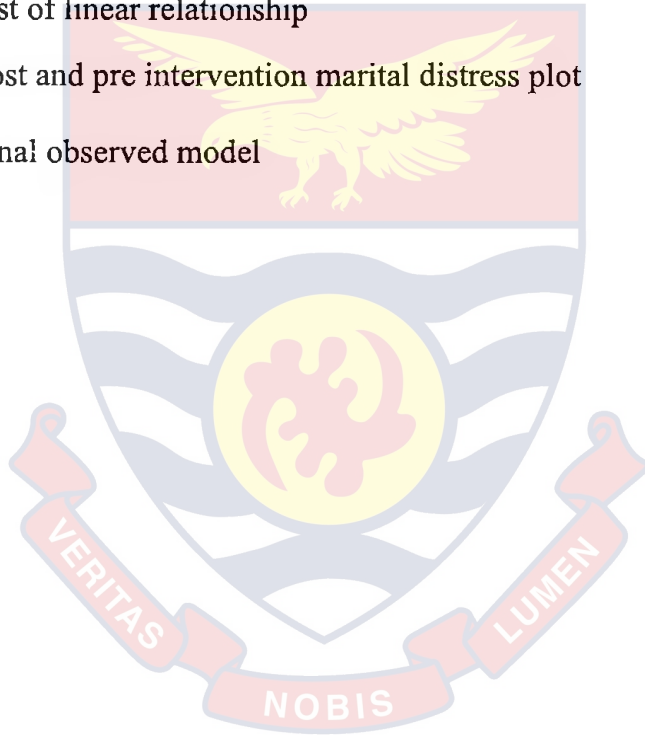 st of linear relationship
ost and pre intervention marital distress plot
nal observed model
VERITAS
NOBIS
LUMEN